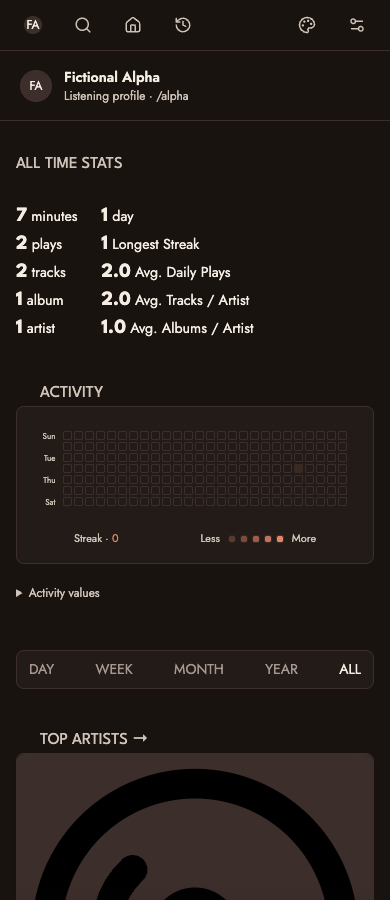 FA
FA
Fictional Alpha
Listening profile · /alpha
ALL TIME STATS
7 minutes
1 day
2 plays
1 Longest Streak
2 tracks
2.0 Avg. Daily Plays
1 album
2.0 Avg. Tracks / Artist
1 artist
1.0 Avg. Albums / Artist
ACTIVITY
Sun
Tue
Thu
Sat
Streak · 0
Less
More
Activity values
DAY
WEEK
MONTH
YEAR
ALL
TOP ARTISTS →